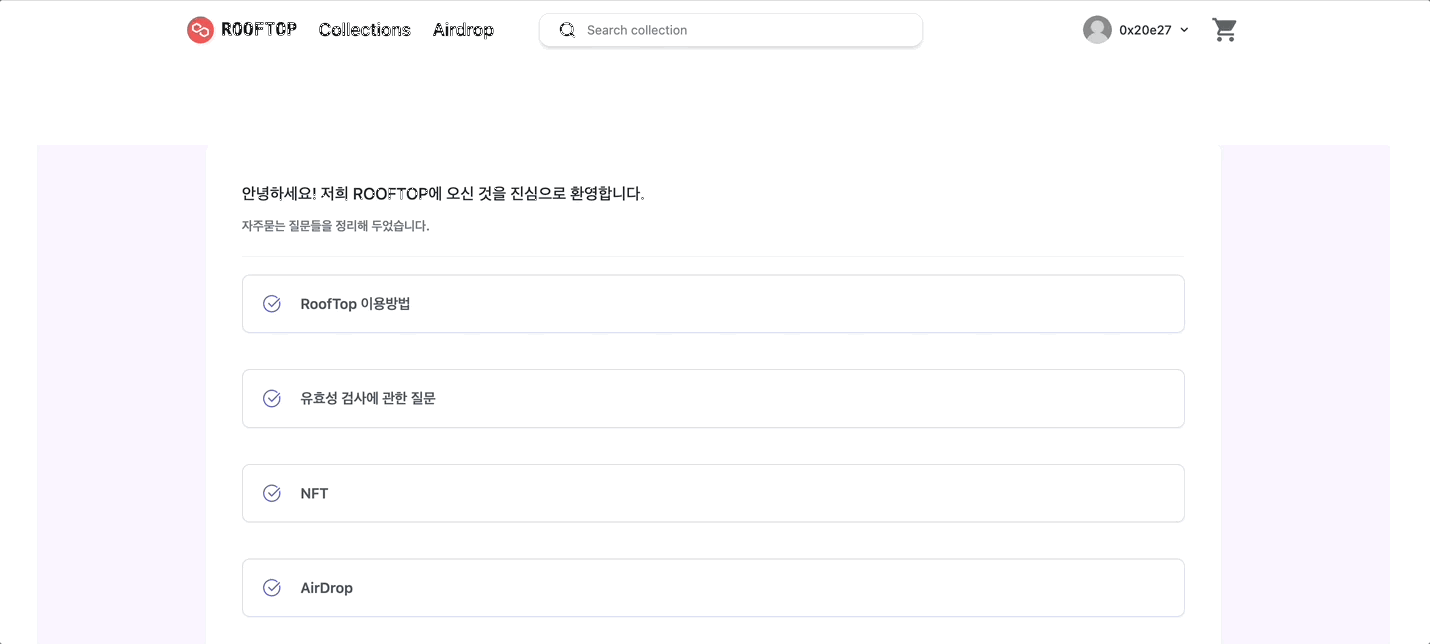 ROOFTOP Collections Airdrop Search collection 0x20e27
안녕하세요! 저희 ROOFTOP에 오신 것을 진심으로 환영합니다.
자주묻는 질문들을 정리해 두었습니다.
RoofTop 이용방법
유효성 검사에 관한 질문
NFT
AirDrop